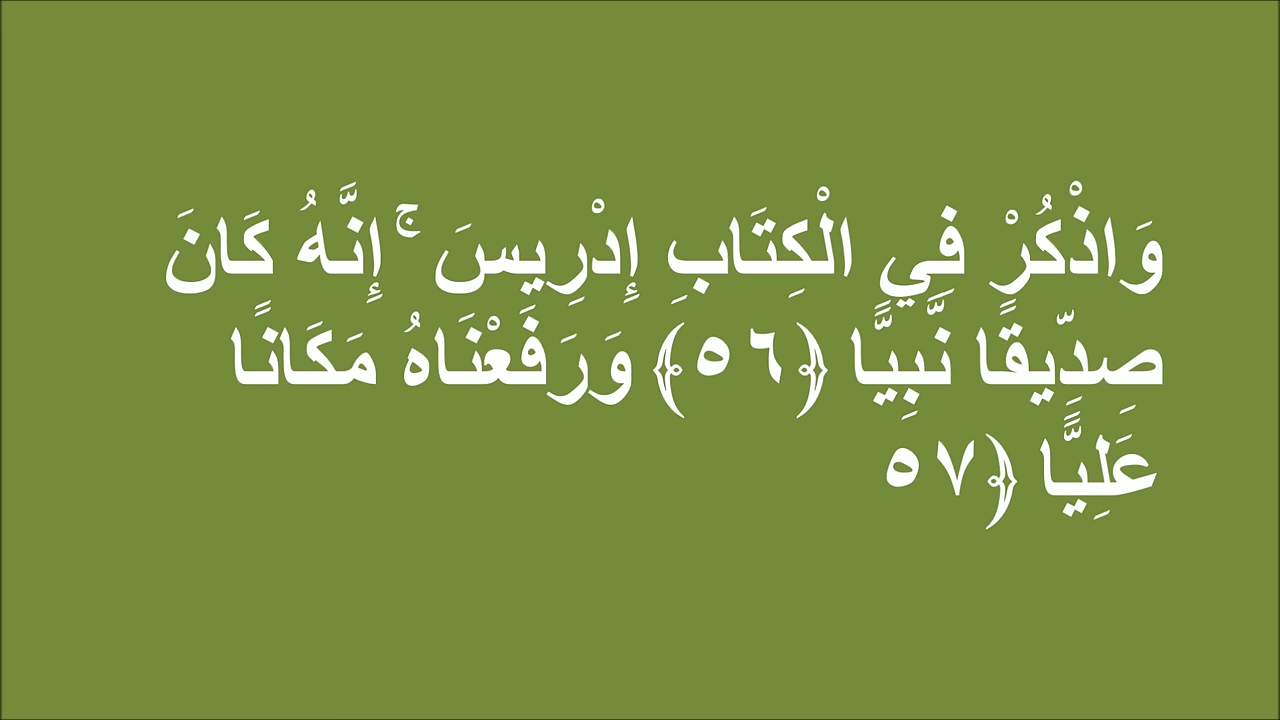 وَاذْكُرْ فِي الْكِتَابِ إِدْرِيسَ ۚ إِنَّهُ كَانَ
صِدِّيقًا نَّبِيًّا ﴿٥٦﴾ وَرَفَعْنَاهُ مَكَانًا
عَلِيًّا ﴿٥٧